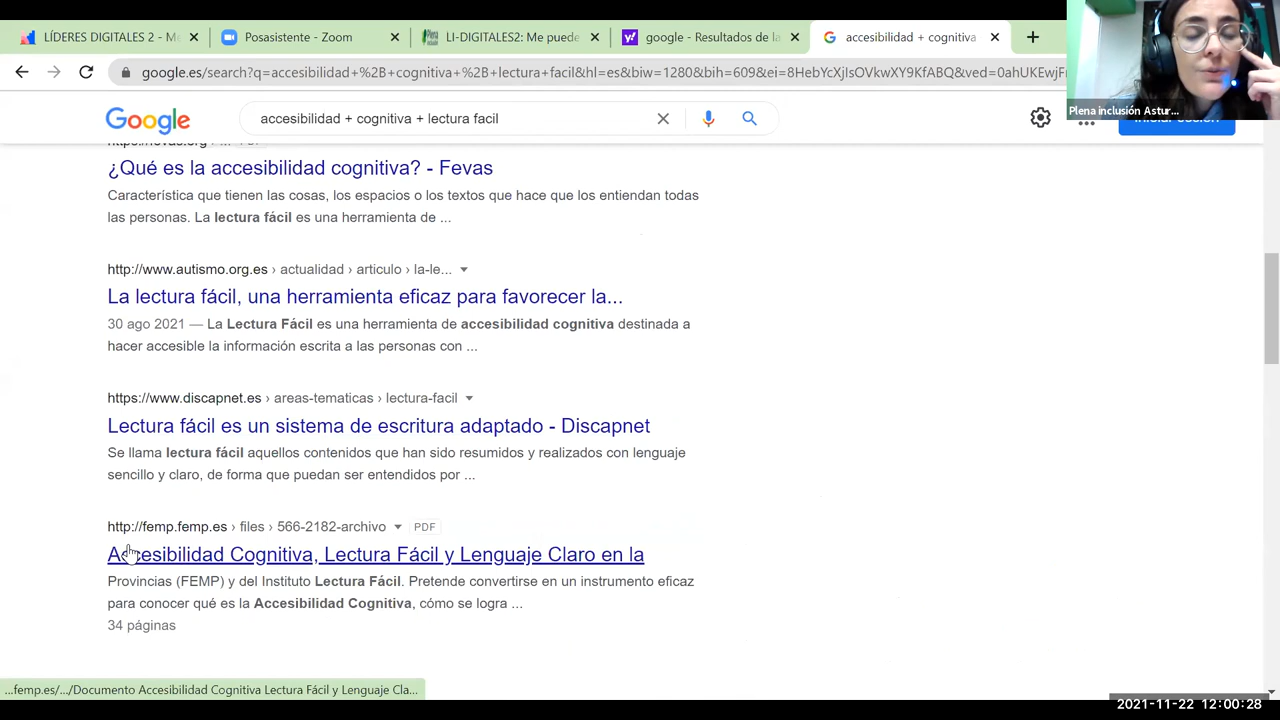 LÍDERES DIGITALES 2 - Me
Posasistente - Zoom
LI-DIGITALES2: Me puede
google - Resultados de la
accesibilidad + cognitiva
google.es/search?q=accesibilidad +%2B+ cognitiva +%2B+ lectura facil&hl=es&biw=1280&bih=609&ei=8HebYcXjIsOVkwXY9KfABQ&ved=0ahUKEwjF
Plena inclusión Astur...
Google
accesibilidad + cognitiva + lectura facil
¿Qué es la accesibilidad cognitiva? - Fevas
Característica que tienen las cosas, los espacios o los textos que hace que los entiendan todas
las personas. La lectura fácil es una herramienta de ...
http://www.autismo.org.es › actualidad › articulo › la-le...
La lectura fácil, una herramienta eficaz para favorecer la...
30 ago 2021 — La Lectura Fácil es una herramienta de accesibilidad cognitiva destinada a
hacer accesible la información escrita a las personas con ...
https://www.discapnet.es › areas-tematicas › lectura-facil
Lectura fácil es un sistema de escritura adaptado - Discapnet
Se llama lectura fácil aquellos contenidos que han sido resumidos y realizados con lenguaje
sencillo y claro, de forma que puedan ser entendidos por ...
http://femp.femp.es › files › 566-2182-archivo PDF
Accesibilidad Cognitiva, Lectura Fácil y Lenguaje Claro en la
Provincias (FEMP) y del Instituto Lectura Fácil. Pretende convertirse en un instrumento eficaz
para conocer qué es la Accesibilidad Cognitiva, cómo se logra ...
34 páginas
...femp.es/.../Documento Accesibilidad Cognitiva Lectura Fácil y Lenguaje Cla...
2021-11-22 12:00:28